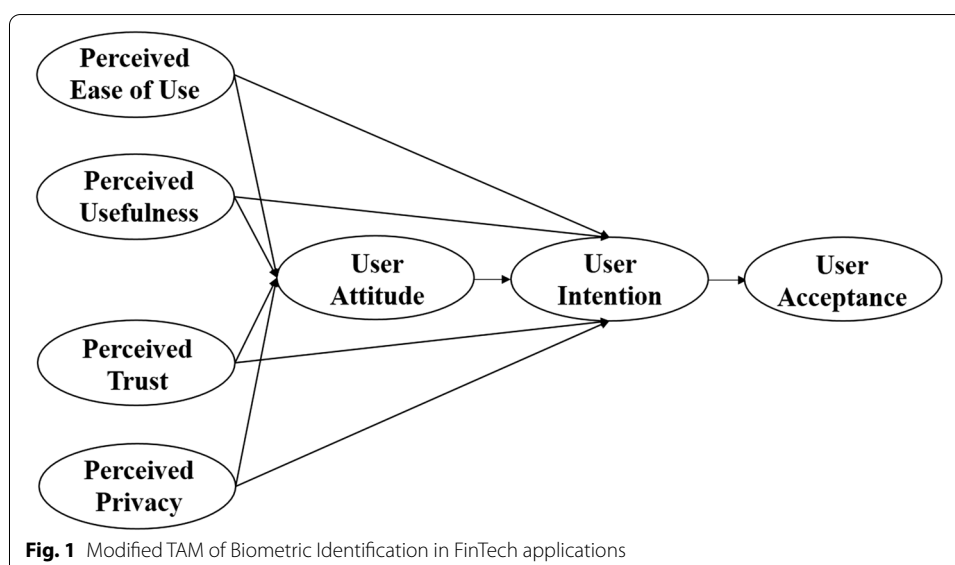 Perceived
Ease of Use
Perceived
Usefulness
User
Attitude
User
Intention
User
Acceptance
Perceived
Trust
Perceived
Privacy
Fig. 1 Modified TAM of Biometric Identification in FinTech applications